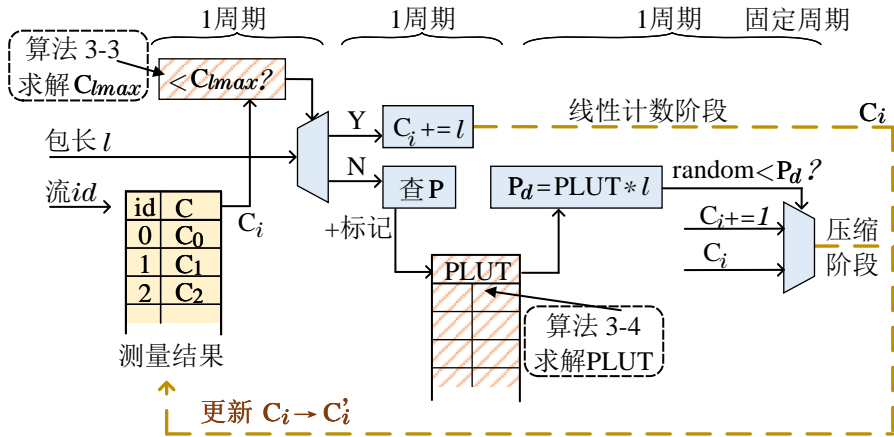 1周期
1周期
1周期
固定周期
算法 3-3
求解 Clmax
<Clmax?
包长 l
流id
Y
N
Ci += l
线性计数阶段
Ci
查 P
Pd=PLUT*l
random<Pd?
Ci
+标记
id C
0 C0
1 C1
2 C2
PLUT
Ci+=1
Ci
压缩
阶段
算法 3-4
求解PLUT
测量结果
更新 Ci→C'i